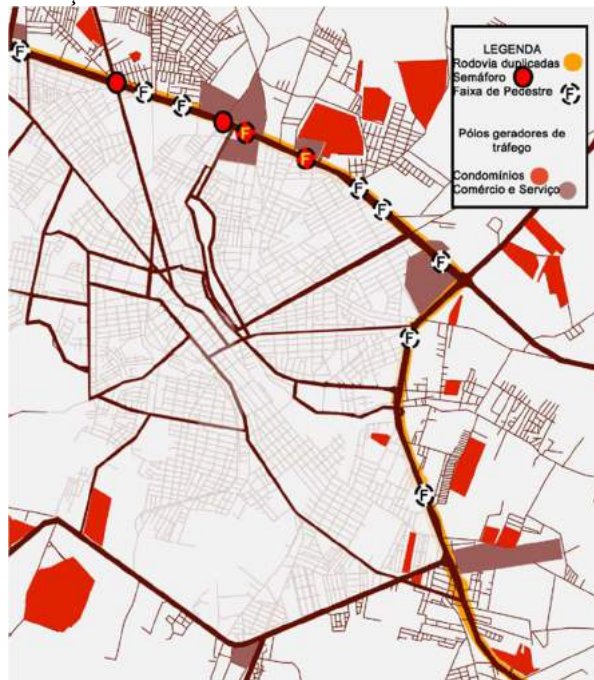 LEGENDA
Rodovia duplicadas
Semáforo
Faixa de Pedestre F
Pólos geradores de
tráfego
Condomínios
Comércio e Serviço
F
F
F
F
F
F
F
F
F
F